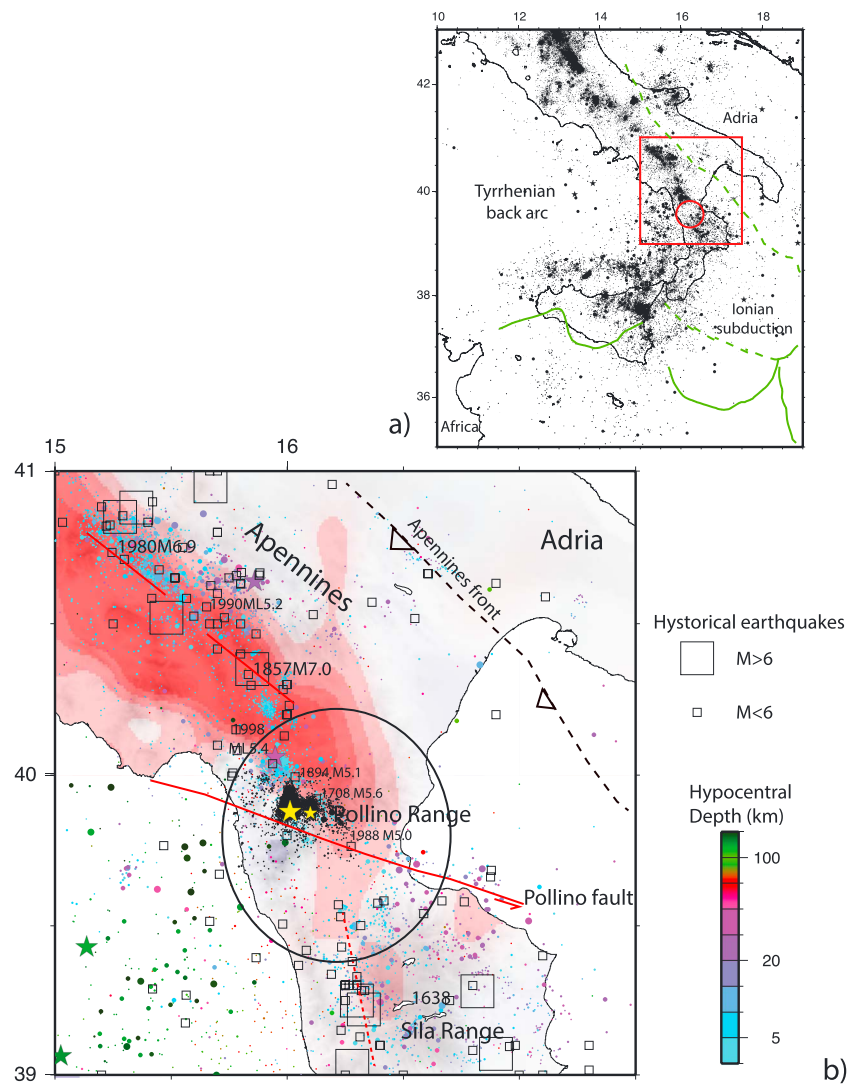 10 12 14 16 18
42
Adria
40
Tyrrhenian
back arc
38
Ionian
subduction
36
Africa
a)
15 16
41
Apennines front
1980M6.9
Apennines
Adria
1990ML5.2
Hystorical earthquakes
M>6
1857M7.0
M<6
1998
ML5.4
40
1894 M5.1
1708 M5.6
Pollino Range
1988 M5.0
Hypocentral
Depth (km)
100
Pollino fault
20
1638
Sila Range
5
39
b)